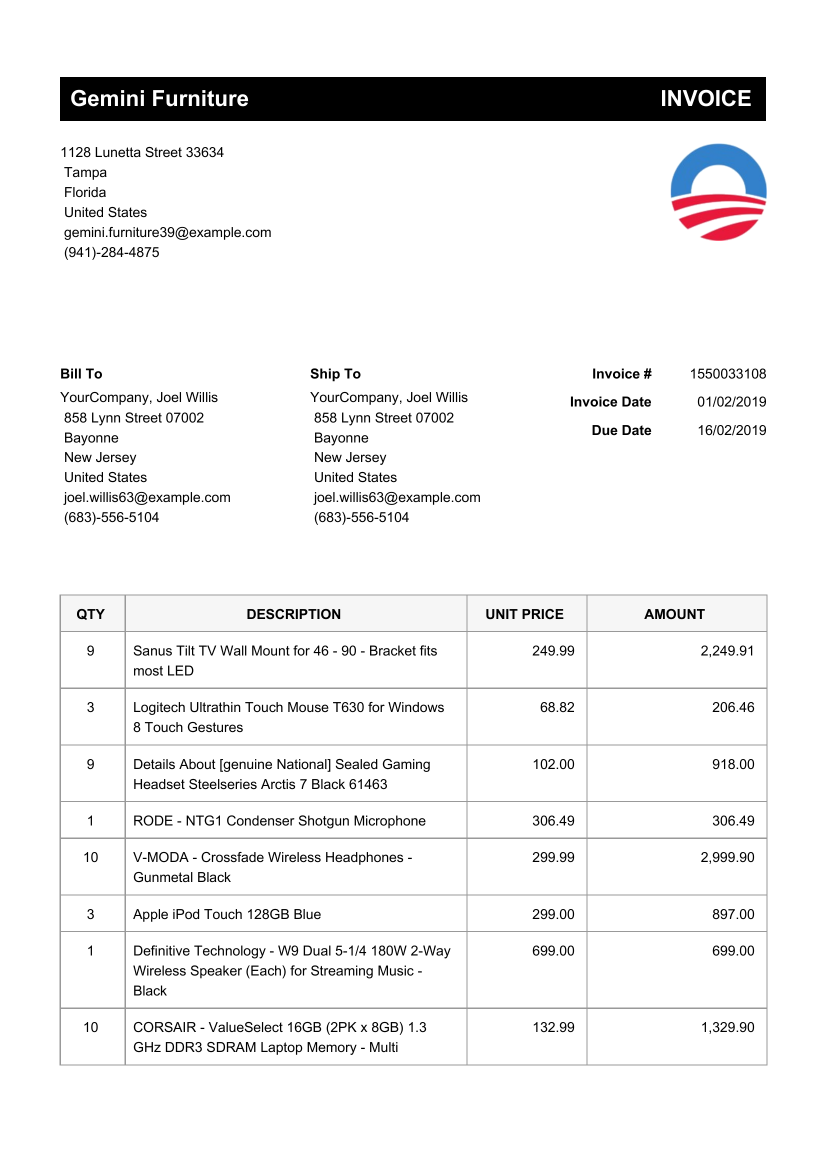 Gemini Furniture INVOICE
1128 Lunetta Street 33634
Tampa
Florida
United States
gemini.furniture39@example.com
(941)-284-4875
Bill To
YourCompany, Joel Willis
858 Lynn Street 07002
Bayonne
New Jersey
United States
joel.willis63@example.com
(683)-556-5104
Ship To
YourCompany, Joel Willis
858 Lynn Street 07002
Bayonne
New Jersey
United States
joel.willis63@example.com
(683)-556-5104
Invoice # 1550033108
Invoice Date 01/02/2019
Due Date 16/02/2019
QTY DESCRIPTION UNIT PRICE AMOUNT
9 Sanus Tilt TV Wall Mount for 46 - 90 - Bracket fits 249.99 2,249.91
most LED
3 Logitech Ultrathin Touch Mouse T630 for Windows 68.82 206.46
8 Touch Gestures
9 Details About [genuine National] Sealed Gaming 102.00 918.00
Headset Steelseries Arctis 7 Black 61463
1 RODE - NTG1 Condenser Shotgun Microphone 306.49 306.49
10 V-MODA - Crossfade Wireless Headphones - 299.99 2,999.90
Gunmetal Black
3 Apple iPod Touch 128GB Blue 299.00 897.00
1 Definitive Technology - W9 Dual 5-1/4 180W 2-Way 699.00 699.00
Wireless Speaker (Each) for Streaming Music -
Black
10 CORSAIR - ValueSelect 16GB (2PK x 8GB) 1.3 132.99 1,329.90
GHz DDR3 SDRAM Laptop Memory - Multi